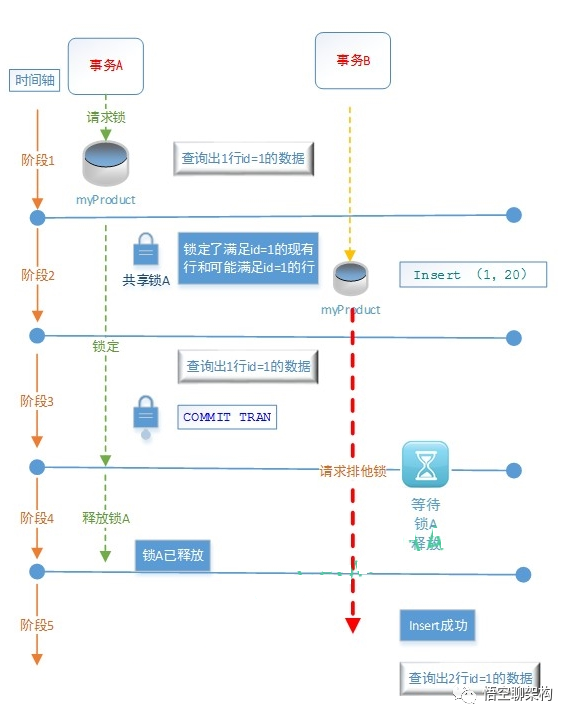 事务A
事务B
时间轴
请求锁
阶段1
查询出1行id=1的数据
myProduct
共享锁A
锁定了满足id=1的现有
行和可能满足id=1的行
阶段2
Insert （1, 20）
myProduct
锁定
查询出1行id=1的数据
阶段3
COMMIT TRAN
请求排他锁
等待
锁A
释放
阶段4
释放锁A
锁A已释放
阶段5
Insert成功
查询出2行id=1的数据
悟空聊架构